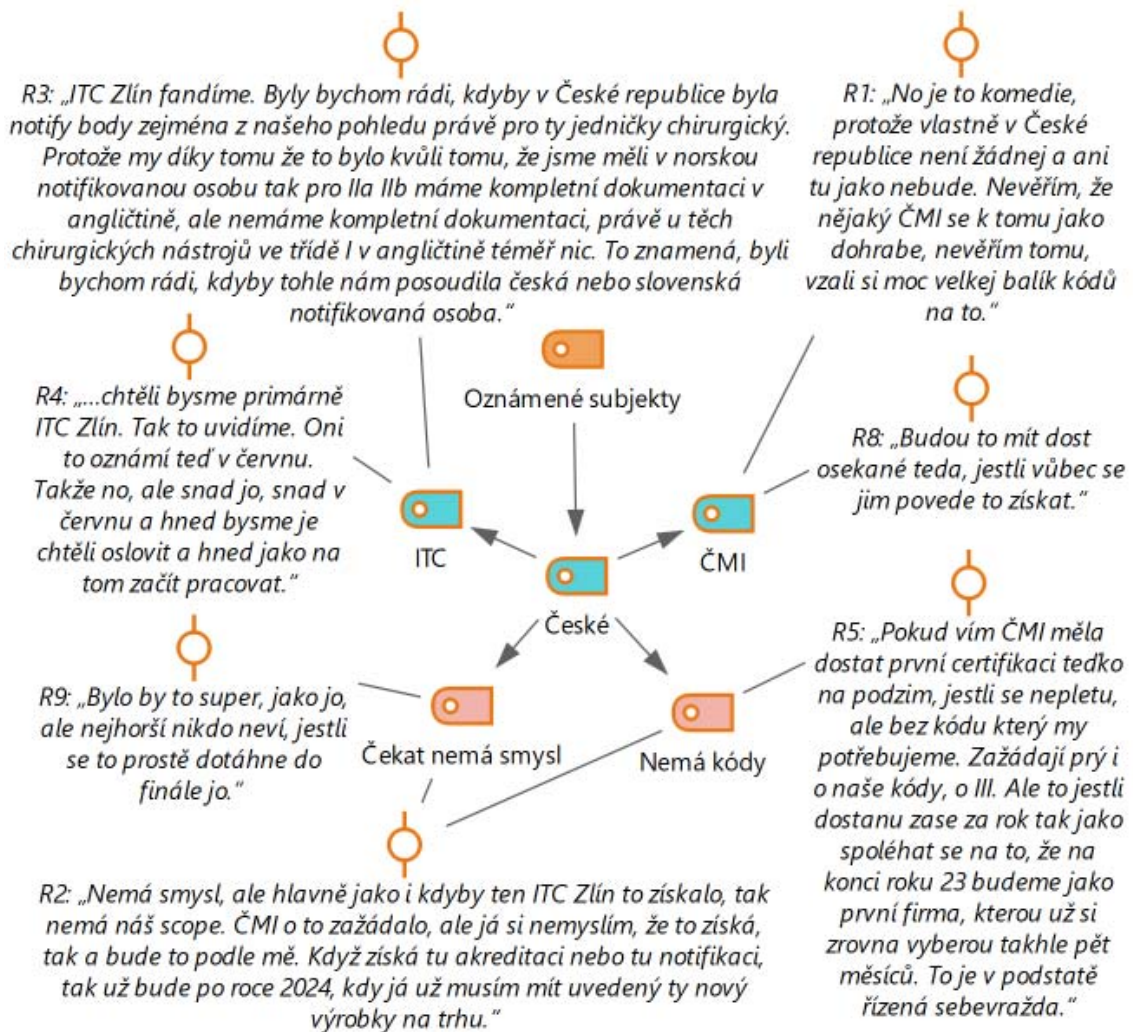 R3: „ITC Zlín fandíme. Byly bychom rádi, kdyby v České republice byla
notify body zejména z našeho pohledu právě pro ty jedničky chirurgický.
Protože my díky tomu že to bylo kvůli tomu, že jsme měli v norskou
notifikovanou osobu tak pro IIa IIb máme kompletní dokumentaci v
angličtině, ale nemáme kompletní dokumentaci, právě u těch
chirurgických nástrojů ve třídě I v angličtině téměř nic. To znamená, byli
bychom rádi, kdyby tohle nám posoudila česká nebo slovenská
notifikovaná osoba.“
R1: „No je to komedie,
protože vlastně v České
republice není žádnej a ani
tu jako nebude. Nevěřím, že
nějaký ČMI se k tomu jako
dohrabe, nevěřím tomu,
vzali si moc velkej balík kódů
na to.“
Oznámené subjekty
R4: „...chtěli bysme primárně
ITC Zlín. Tak to uvidíme. Oni
to oznámí teď v červnu.
Takže no, ale snad jo, snad v
červnu a hned bysme je
chtěli oslovit a hned jako na
tom začít pracovat.“
R8: „Budou to mít dost
osekané teda, jestli vůbec se
jim povede to získat.“
ITC
ČMI
České
R9: „Bylo by to super, jako jo,
ale nejhorší nikdo neví, jestli
se to prostě dotáhne do
finále jo.“
Čekat nemá smysl
Nemá kódy
R5: „Pokud vím ČMI měla
dostat první certifikaci teďko
na podzim, jestli se nepletu,
ale bez kódu který my
potřebujeme. Zažádají prý i
o naše kódy, o III. Ale to jestli
dostanu zase za rok tak jako
spoléhat se na to, že na
konci roku 23 budeme jako
první firma, kterou už si
zrovna vyberou takhle pět
měsíců. To je v podstatě
řízená sebevražda.“
R2: „Nemá smysl, ale hlavně jako i kdyby ten ITC Zlín to získalo, tak
nemá náš scope. ČMI o to zažádalo, ale já si nemyslím, že to získá,
tak a bude to podle mě. Když získá tu akreditaci nebo tu notifikaci,
tak už bude po roce 2024, kdy já už musím mít uvedený ty nový
výrobky na trhu.“